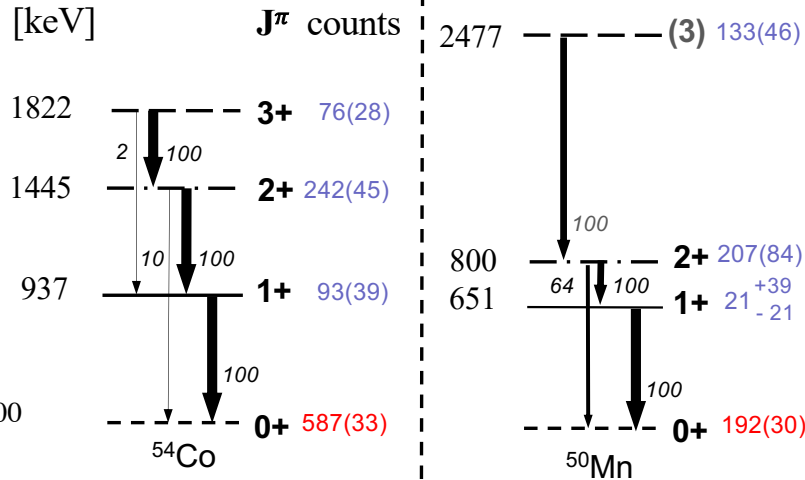 [keV] J^π counts
1822 3+ 76(28)
2 100
1445 2+ 242(45)
10 100
937 1+ 93(39)
100
00 0+ 587(33)
⁵⁴Co
2477 (3) 133(46)
100
800 2+ 207(84)
64 100
651 1+ 21 +39 - 21
100
0+ 192(30)
⁵⁰Mn